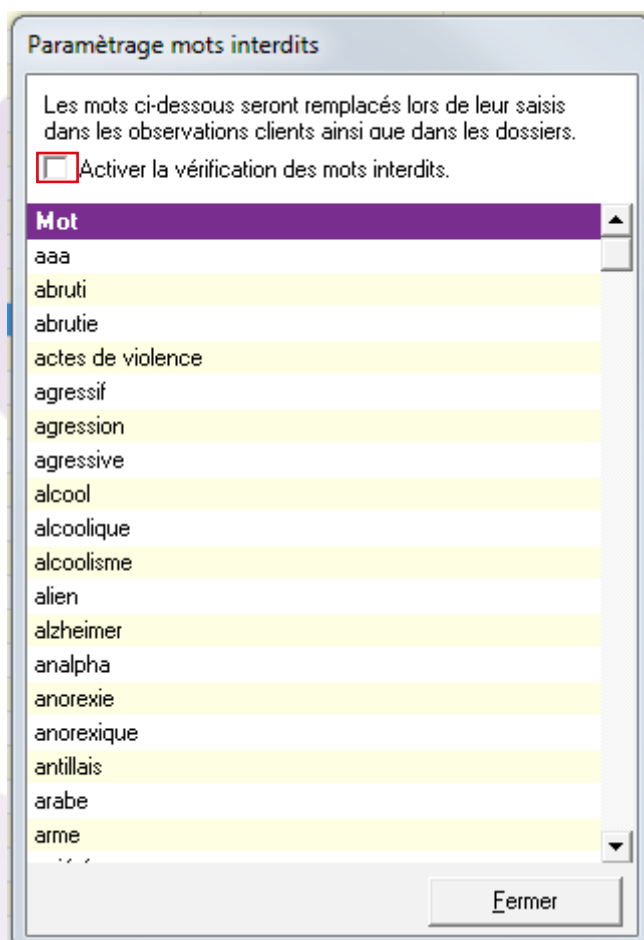 Paramètrage mots interdits
Les mots ci-dessous seront remplacés lors de leur saisis
dans les observations clients ainsi que dans les dossiers.
Activer la vérification des mots interdits.
Mot
aaa
abruti
abrutie
actes de violence
agressif
agression
agressive
alcool
alcoolique
alcoolisme
alien
alzheimer
analpha
anorexie
anorexique
antillais
arabe
arme
Fermer